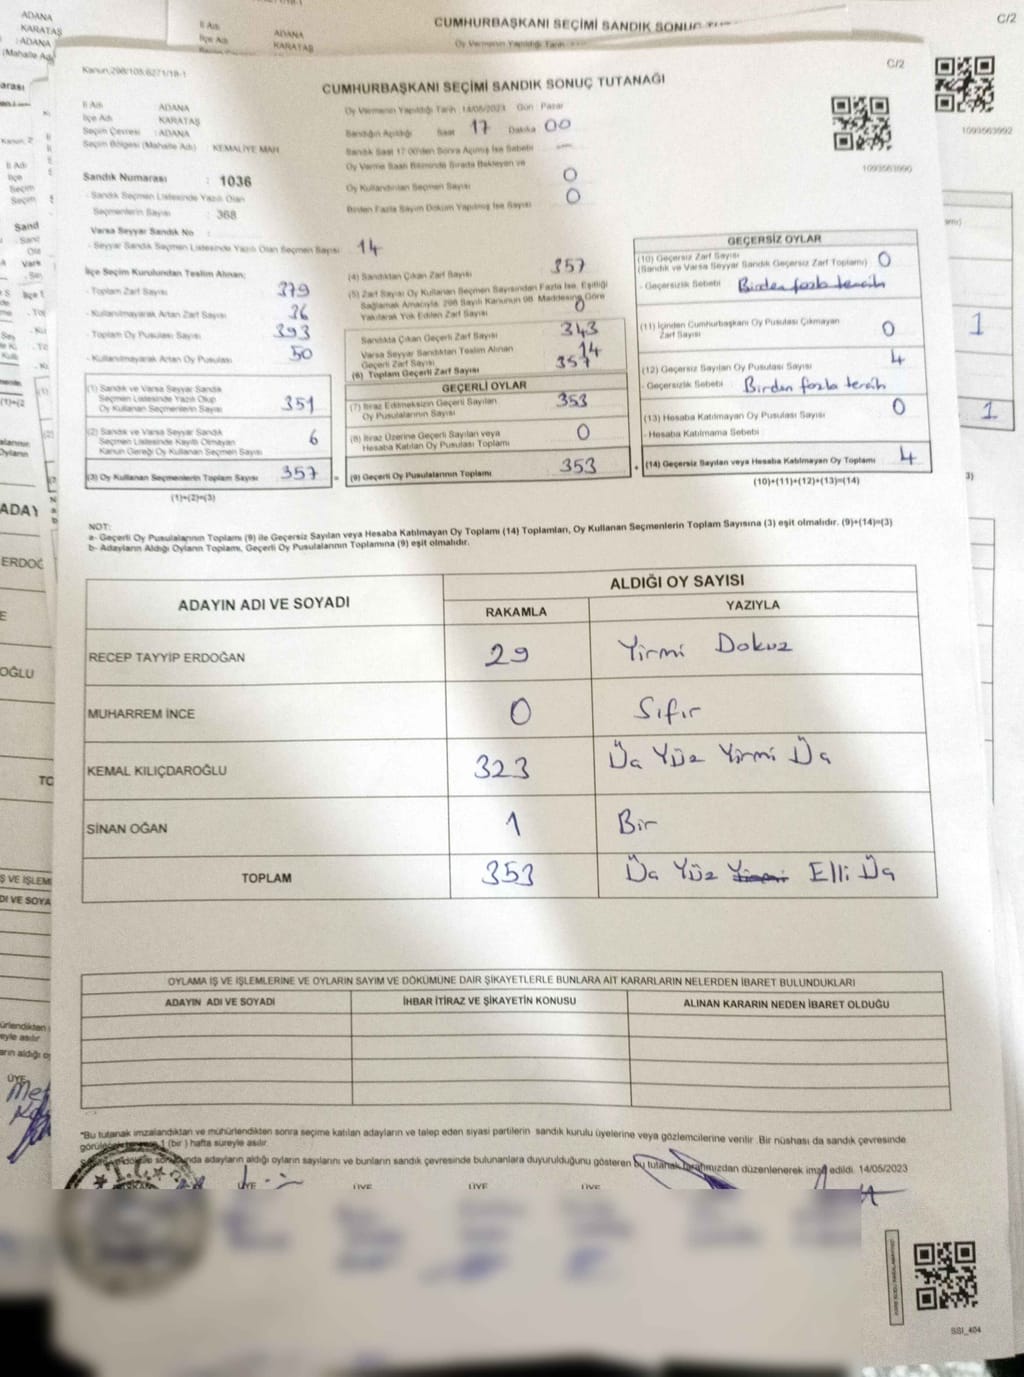 CUMHURBAŞKANI SEÇİMİ SANDIK
C/2
ADANA
KARATAŞ
1093563992
Kanun:298/105;6271/18-1
C/2
CUMHURBAŞKANI SEÇİMİ SANDIK SONUÇ TUTANAĞI
1093563990
İl Adı : ADANA
İlçe Adı : KARATAŞ
Seçim Çevresi : ADANA
Seçim Bölgesi (Mahalle Adı) : KEMALİYE MAH
Sandık Numarası : 1036
- Sandık Seçmen Listesinde Yazılı Olan
Seçmenlerin Sayısı : 368
Varsa Seyyar Sandık No :
- Seyyar Sandık Seçmen Listesinde Yazılı Olan Seçmen Sayısı : 14
Oy Vermenin Yapıldığı Tarih : 14/05/2023 Gün : Pazar
Sandığın Açıldığı Saat 17 Dakika 00
Sandık Saat 17:00'den Sonra Açılmış İse Sebebi —
Oy Verme Saati Bitiminde Sırada Bekleyen ve
Oy Kullandırılan Seçmen Sayısı 0
Birden Fazla Sayım Döküm Yapılmış İse Sayısı 0
İlçe Seçim Kurulundan Teslim Alınan;
- Toplam Zarf Sayısı 379
- Kullanılmayarak Artan Zarf Sayısı
- Toplam Oy Pusulası Sayısı 393
- Kullanılmayarak Artan Oy Pusulası 50
(1) Sandık ve Varsa Seyyar Sandık
Seçmen Listesinde Yazılı Olup
Oy Kullanan Seçmenlerin Sayısı 351
(2) Sandık ve Varsa Seyyar Sandık
Seçmen Listesinde Kayıtlı Olmayan
Kanun Gereği Oy Kullanan Seçmen Sayısı 6
(3) Oy Kullanan Seçmenlerin Toplam Sayısı 357 =
(1)+(2)=(3)
(4) Sandıktan Çıkan Zarf Sayısı 357
(5) Zarf Sayısı Oy Kullanan Seçmen Sayısından Fazla İse, Eşitliği
Sağlamak Amacıyla, 298 Sayılı Kanunun 98. Maddesine Göre
Yakılarak Yok Edilen Zarf Sayısı 0
Sandıkta Çıkan Geçerli Zarf Sayısı 343
Varsa Seyyar Sandıktan Teslim Alınan
Geçerli Zarf Sayısı 14
(6) Toplam Geçerli Zarf Sayısı 357
GEÇERLİ OYLAR
(7) İtiraz Edilmeksizin Geçerli Sayılan
Oy Pusulalarının Sayısı 353
(8) İtiraz Üzerine Geçerli Sayılan veya
Hesaba Katılan Oy Pusulası Toplamı 0
(9) Geçerli Oy Pusulalarının Toplamı 353 +
GEÇERSİZ OYLAR
(10) Geçersiz Zarf Sayısı
(Sandık ve Varsa Seyyar Sandık Geçersiz Zarf Toplamı) 0
- Geçersizlik Sebebi : Birden fazla tercih
(11) İçinden Cumhurbaşkanı Oy Pusulası Çıkmayan
Zarf Sayısı 0
(12) Geçersiz Sayılan Oy Pusulası Sayısı 4
- Geçersizlik Sebebi : Birden fazla tercih
(13) Hesaba Katılmayan Oy Pusulası Sayısı 0
- Hesaba Katılmama Sebebi :
(14) Geçersiz Sayılan veya Hesaba Katılmayan Oy Toplamı 4
(10)+(11)+(12)+(13)=(14)
NOT:
a- Geçerli Oy Pusulalarının Toplamı (9) ile Geçersiz Sayılan veya Hesaba Katılmayan Oy Toplamı (14) Toplamları, Oy Kullanan Seçmenlerin Toplam Sayısına (3) eşit olmalıdır. (9)+(14)=(3)
b- Adayların Aldığı Oyların Toplamı, Geçerli Oy Pusulalarının Toplamına (9) eşit olmalıdır.
ADAYIN ADI VE SOYADI
ALDIĞI OY SAYISI
RAKAMLA
YAZIYLA
RECEP TAYYİP ERDOĞAN 29 Yirmi Dokuz
MUHARREM İNCE 0 Sıfır
KEMAL KILIÇDAROĞLU 323 Üç Yüz Yirmi Üç
SİNAN OĞAN 1 Bir
TOPLAM 353 Üç Yüz Yirmi Elli Üç
OYLAMA İŞ VE İŞLEMLERİNE VE OYLARIN SAYIM VE DÖKÜMÜNE DAİR ŞİKAYETLERLE BUNLARA AİT KARARLARIN NELERDEN İBARET BULUNDUKLARI
ADAYIN ADI VE SOYADI
İHBAR İTİRAZ VE ŞİKAYETİN KONUSU
ALINAN KARARIN NEDEN İBARET OLDUĞU
"Bu tutanak imzalandıktan ve mühürlendikten sonra seçime katılan adayların ve talep eden siyasi partilerin sandık kurulu üyelerine veya gözlemcilerine verilir. Bir nüshası da sandık çevresinde
1 (bir) hafta süreyle asılır.
adayların aldığı oyların sayılarını ve bunların sandık çevresinde bulunanlara duyurulduğunu gösteren bu tutanak tarafımızdan düzenlenerek imza edildi. 14/05/2023
ÜYE ÜYE ÜYE ÜYE
T.C.
SSI_404